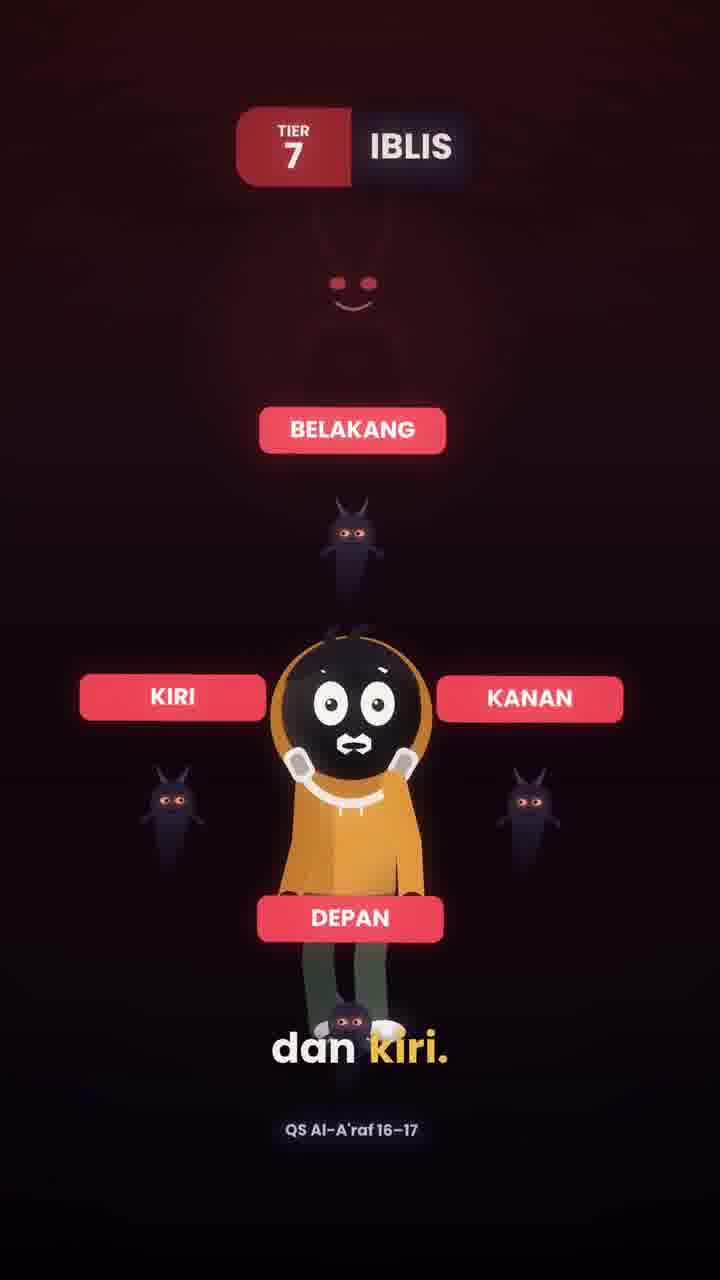 TIER
7
IBLIS
BELAKANG
KIRI
KANAN
DEPAN
dan kiri.
QS Al-A'raf 16–17